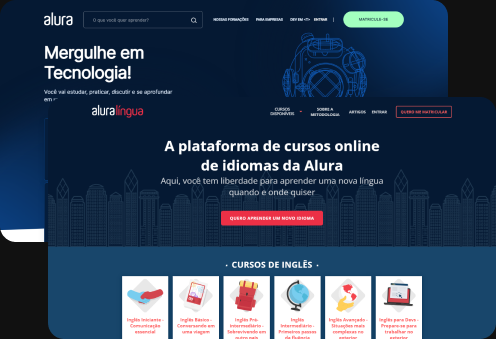 alura
O que você quer aprender?
NOSSAS FORMAÇÕES
PARA EMPRESAS
DEV EM <T>
ENTRAR
MATRICULE-SE
Mergulhe em
Tecnologia!
Você vai estudar, praticar, discutir e se aprofundar
em
aluralíngua
CURSOS
DISPONÍVEIS
SOBRE A
METODOLOGIA
ARTIGOS
ENTRAR
QUERO ME MATRICULAR
A plataforma de cursos online
de idiomas da Alura
Aqui, você tem liberdade para aprender uma nova língua
quando e onde quiser
QUERO APRENDER UM NOVO IDIOMA
• CURSOS DE INGLÊS •
Inglês Iniciante -
Comunicação
essencial
Inglês Básico -
Conversando em
uma viagem
Inglês Pré-
intermediário -
Sobrevivendo em
outro país
Inglês
Intermediário -
Primeiros passos
Inglês Avançado -
Situações mais
complexas no
exterior
Inglês para Devs -
Prepare-se para
trabalhar no
exterior